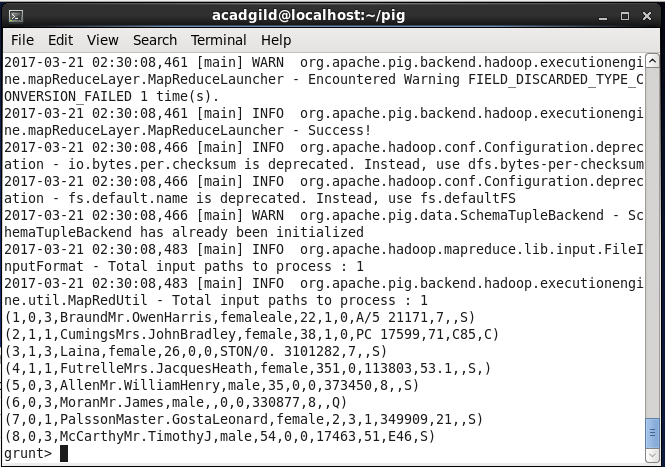 acadgild@localhost:~/pig
File Edit View Search Terminal Help
2017-03-21 02:30:08,461 [main] WARN  org.apache.pig.backend.hadoop.executionengi
ne.mapReduceLayer.MapReduceLauncher - Encountered Warning FIELD_DISCARDED_TYPE_C
ONVERSION_FAILED 1 time(s).
2017-03-21 02:30:08,461 [main] INFO  org.apache.pig.backend.hadoop.executionengi
ne.mapReduceLayer.MapReduceLauncher - Success!
2017-03-21 02:30:08,466 [main] INFO  org.apache.hadoop.conf.Configuration.deprec
ation - io.bytes.per.checksum is deprecated. Instead, use dfs.bytes-per-checksum
2017-03-21 02:30:08,466 [main] INFO  org.apache.hadoop.conf.Configuration.deprec
ation - fs.default.name is deprecated. Instead, use fs.defaultFS
2017-03-21 02:30:08,466 [main] WARN  org.apache.pig.data.SchemaTupleBackend - Sc
hemaTupleBackend has already been initialized
2017-03-21 02:30:08,483 [main] INFO  org.apache.hadoop.mapreduce.lib.input.FileI
nputFormat - Total input paths to process : 1
2017-03-21 02:30:08,483 [main] INFO  org.apache.pig.backend.hadoop.executionengi
ne.util.MapRedUtil - Total input paths to process : 1
(1,0,3,BraundMr.OwenHarris,femaleale,22,1,0,A/5 21171,7,,S)
(2,1,1,CumingsMrs.JohnBradley,female,38,1,0,PC 17599,71,C85,C)
(3,1,3,Laina,female,26,0,0,STON/0. 3101282,7,,S)
(4,1,1,FutrelleMrs.JacquesHeath,female,351,0,113803,53.1,,S,)
(5,0,3,AllenMr.WilliamHenry,male,35,0,0,373450,8,,S)
(6,0,3,MoranMr.James,male,,0,0,330877,8,,Q)
(7,0,1,PalssonMaster.GostaLeonard,female,2,3,1,349909,21,,S)
(8,0,3,McCarthyMr.TimothyJ,male,54,0,0,17463,51,E46,S)
grunt>